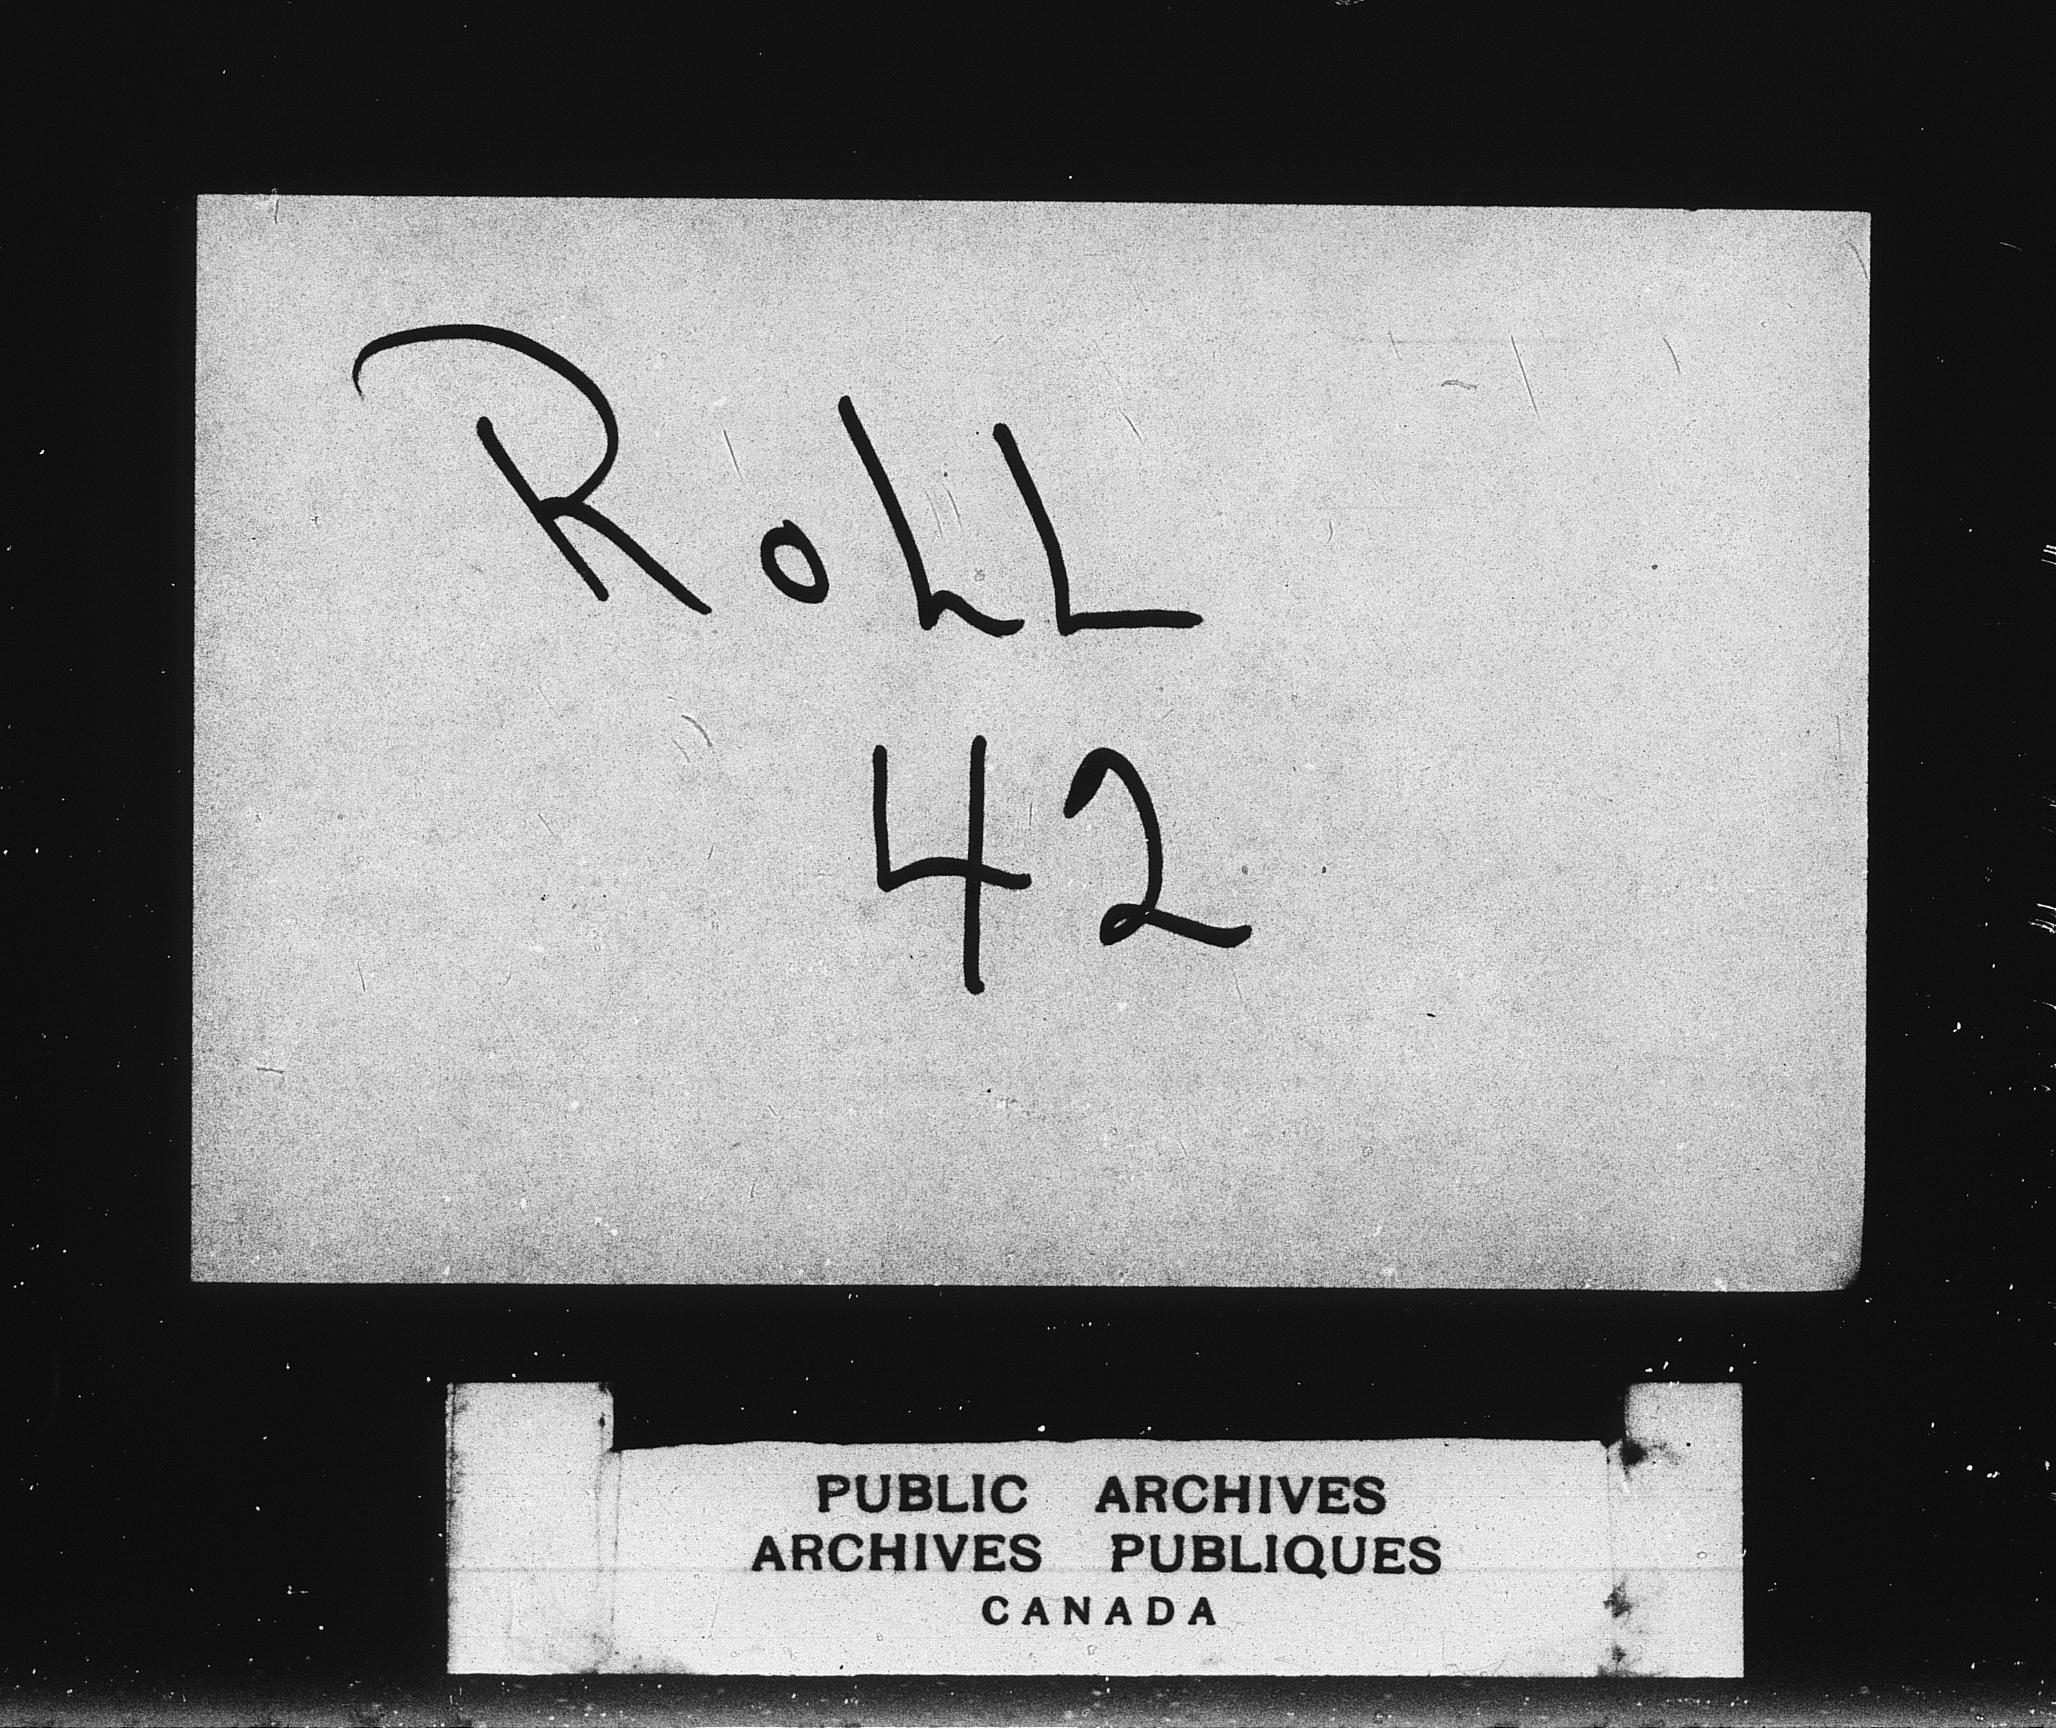 RoLL
42
PUBLIC ARCHIVES
ARCHIVES PUBLIQUES
CANADA